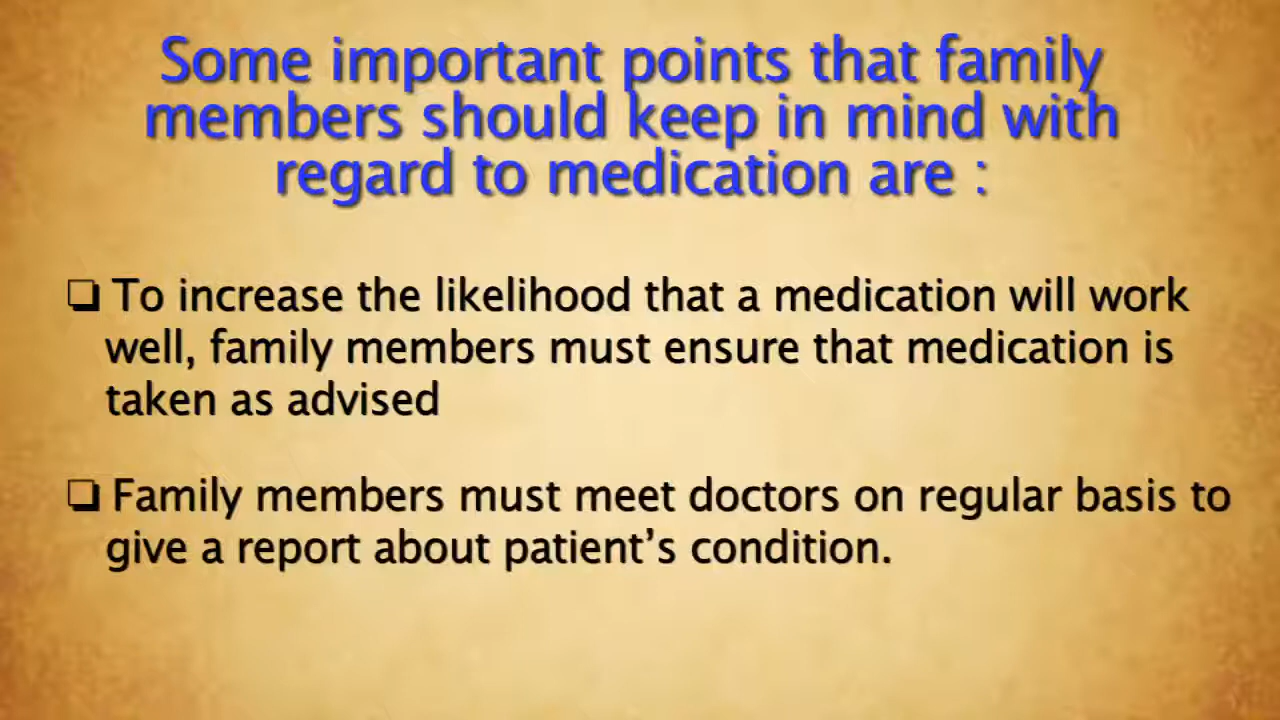 Some important points that family
members should keep in mind with
regard to medication are :
❏ To increase the likelihood that a medication will work
well, family members must ensure that medication is
taken as advised
❏ Family members must meet doctors on regular basis to
give a report about patient’s condition.